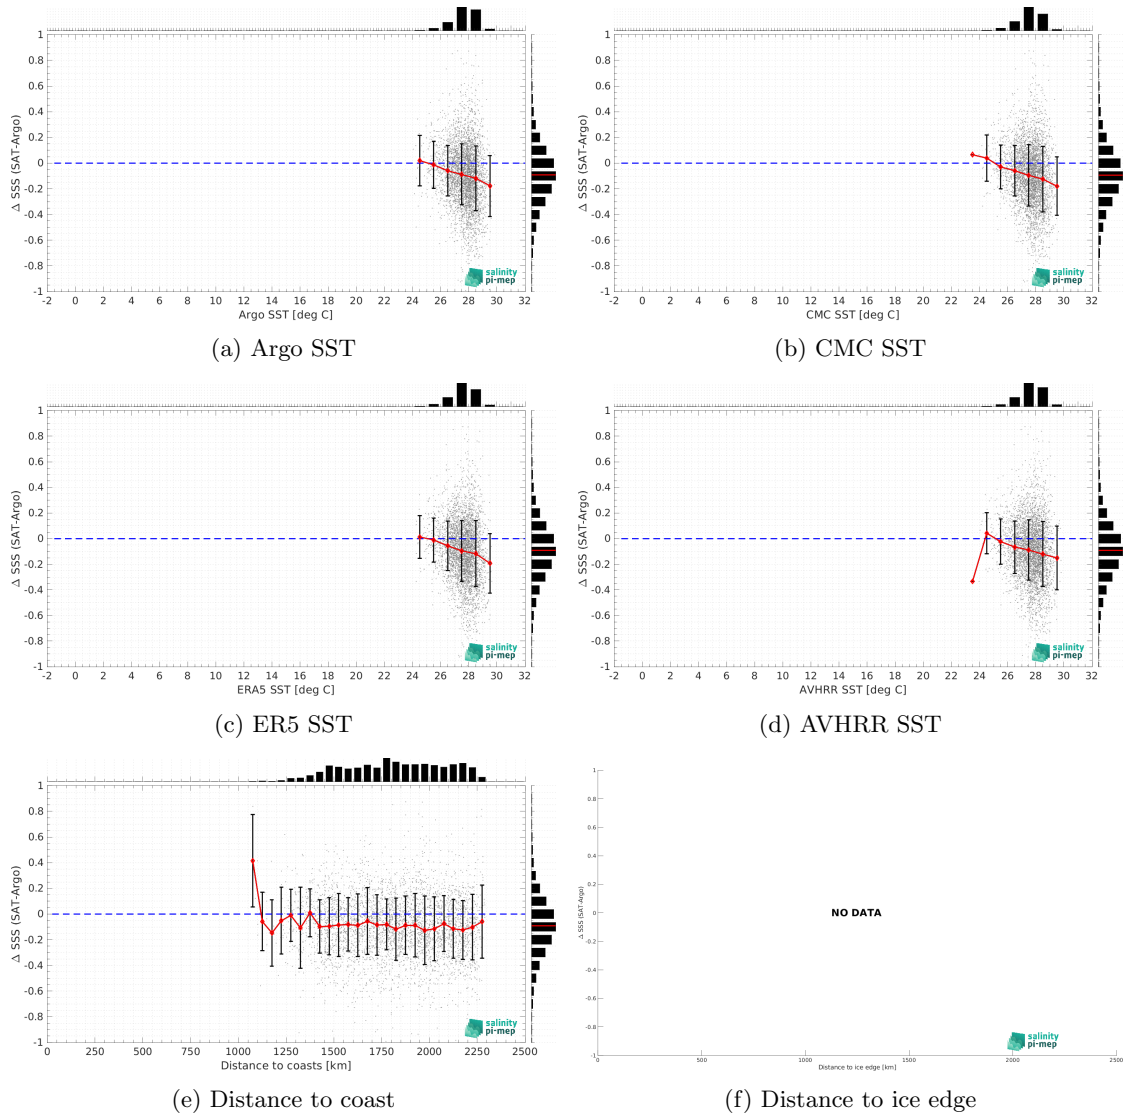 1
0.8
0.6
0.4
0.2
0
-0.2
-0.4
-0.6
-0.8
-1
Δ SSS (SAT-Argo)
salinity
pi-mep
-2 0 2 4 6 8 10 12 14 16 18 20 22 24 26 28 30 32
Argo SST [deg C]
(a) Argo SST
1
0.8
0.6
0.4
0.2
0
-0.2
-0.4
-0.6
-0.8
-1
Δ SSS (SAT-Argo)
salinity
pi-mep
-2 0 2 4 6 8 10 12 14 16 18 20 22 24 26 28 30 32
CMC SST [deg C]
(b) CMC SST
1
0.8
0.6
0.4
0.2
0
-0.2
-0.4
-0.6
-0.8
-1
Δ SSS (SAT-Argo)
salinity
pi-mep
-2 0 2 4 6 8 10 12 14 16 18 20 22 24 26 28 30 32
ERA5 SST [deg C]
(c) ER5 SST
1
0.8
0.6
0.4
0.2
0
-0.2
-0.4
-0.6
-0.8
-1
Δ SSS (SAT-Argo)
salinity
pi-mep
-2 0 2 4 6 8 10 12 14 16 18 20 22 24 26 28 30 32
AVHRR SST [deg C]
(d) AVHRR SST
1
0.8
0.6
0.4
0.2
0
-0.2
-0.4
-0.6
-0.8
-1
Δ SSS (SAT-Argo)
salinity
pi-mep
0 250 500 750 1000 1250 1500 1750 2000 2250 2500
Distance to coasts [km]
(e) Distance to coast
1
0.8
0.6
0.4
0.2
0
-0.2
-0.4
-0.6
-0.8
-1
Δ SSS (SAT-Argo)
NO DATA
salinity
pi-mep
0 500 1000 1500 2000 2500
Distance to ice edge [km]
(f) Distance to ice edge